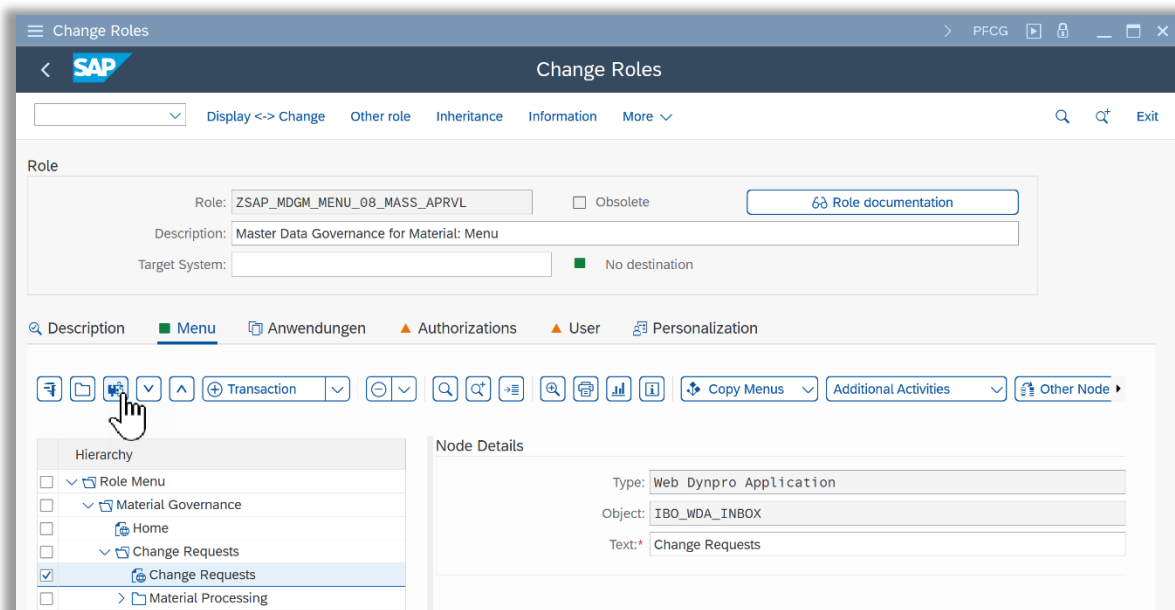 Change Roles PFCG
SAP Change Roles
Display <-> Change Other role Inheritance Information More Exit
Role
Role: ZSAP_MDGM_MENU_08_MASS_APRVL Obsolete Role documentation
Description: Master Data Governance for Material: Menu
Target System: No destination
Description Menu Anwendungen Authorizations User Personalization
Transaction Copy Menus Additional Activities Other Node
Hierarchy
Node Details
Role Menu
Type: Web Dynpro Application
Material Governance
Object: IBO_WDA_INBOX
Home
Text:* Change Requests
Change Requests
Change Requests
Material Processing